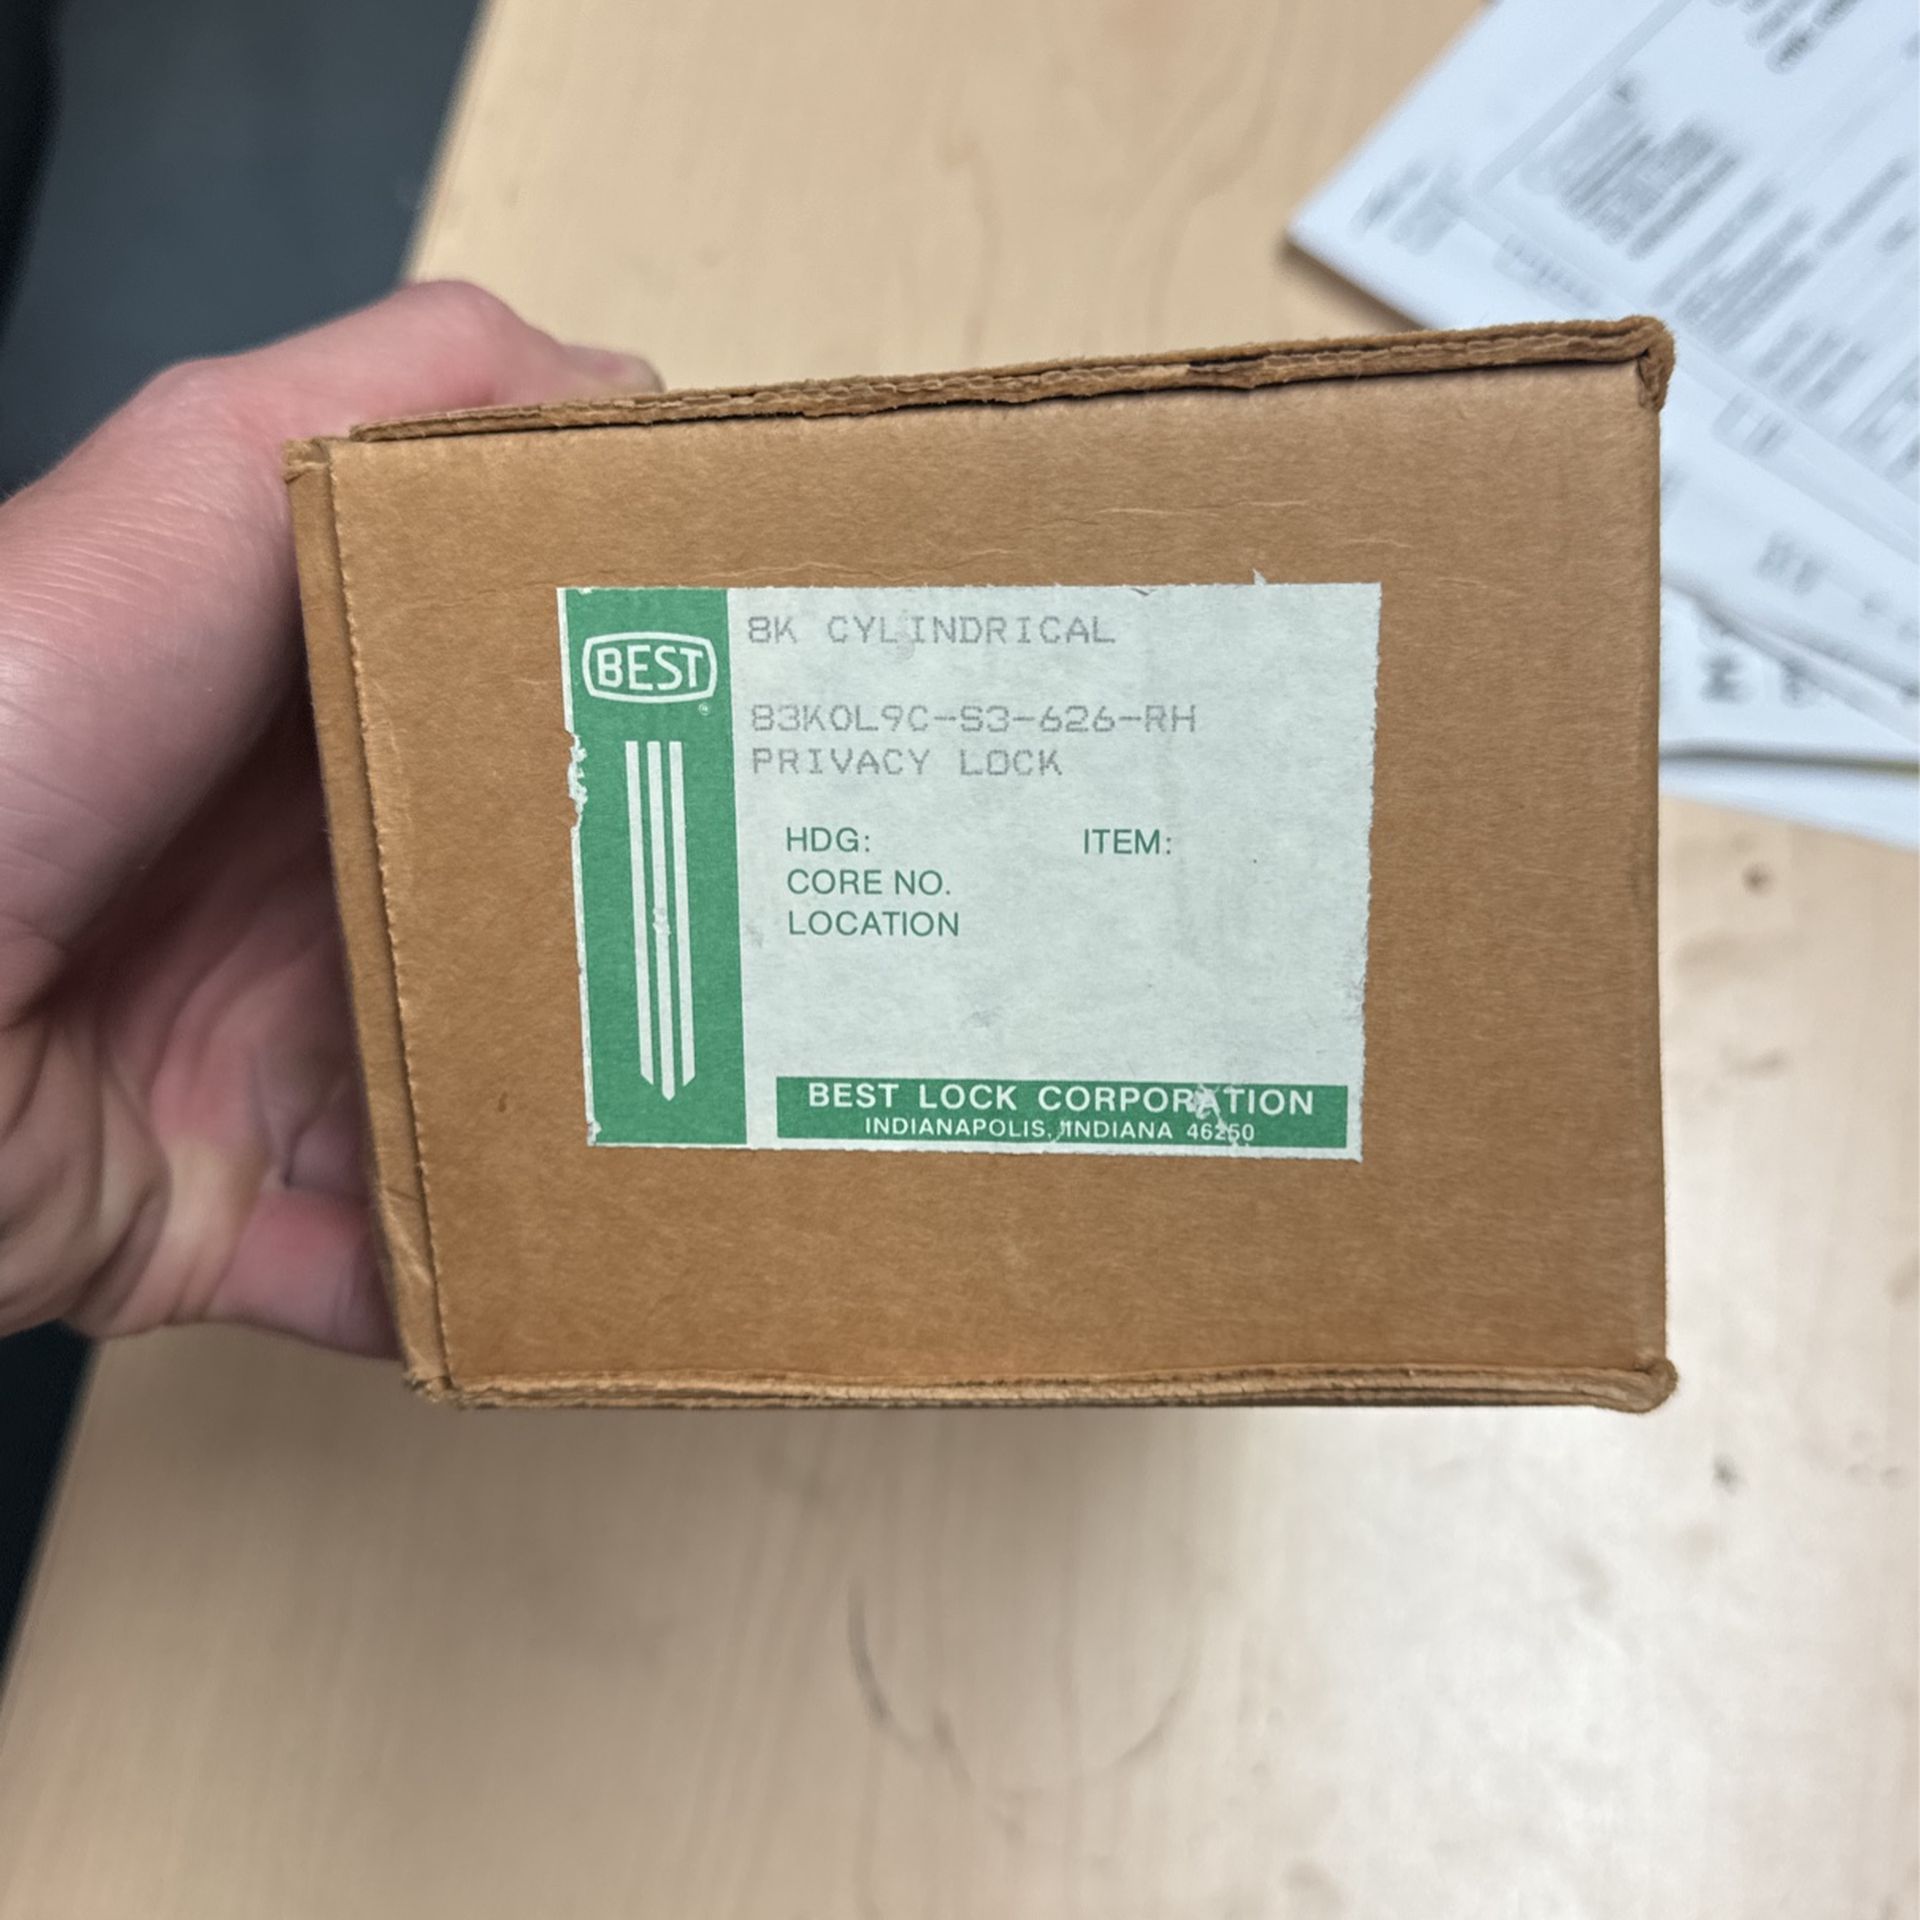 BEST
8K CYLINDRICAL
83K0L9C-S3-626-RH
PRIVACY LOCK
HDG: ITEM:
CORE NO.
LOCATION
BEST LOCK CORPORATION
INDIANAPOLIS, INDIANA 46250